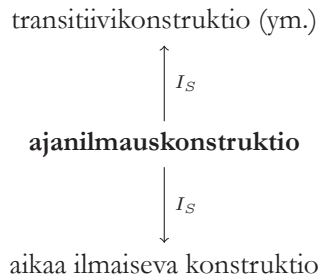 transitiivikonstruktio (ym.)
I_S
ajanilmauskonstruktio
I_S
aikaa ilmaiseva konstruktio